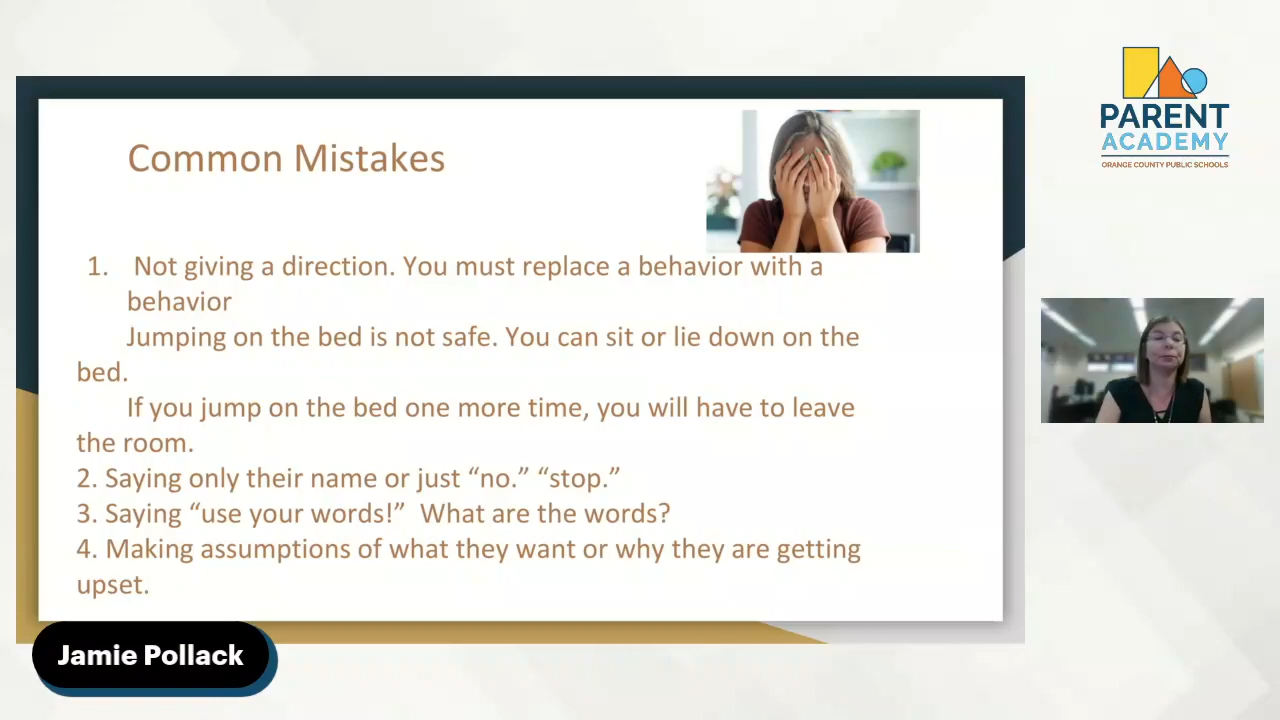 Common Mistakes
1. Not giving a direction. You must replace a behavior with a
behavior
Jumping on the bed is not safe. You can sit or lie down on the
bed.
If you jump on the bed one more time, you will have to leave
the room.
2. Saying only their name or just “no.” “stop.”
3. Saying “use your words!”  What are the words?
4. Making assumptions of what they want or why they are getting
upset.
PARENT
ACADEMY
ORANGE COUNTY PUBLIC SCHOOLS
Jamie Pollack